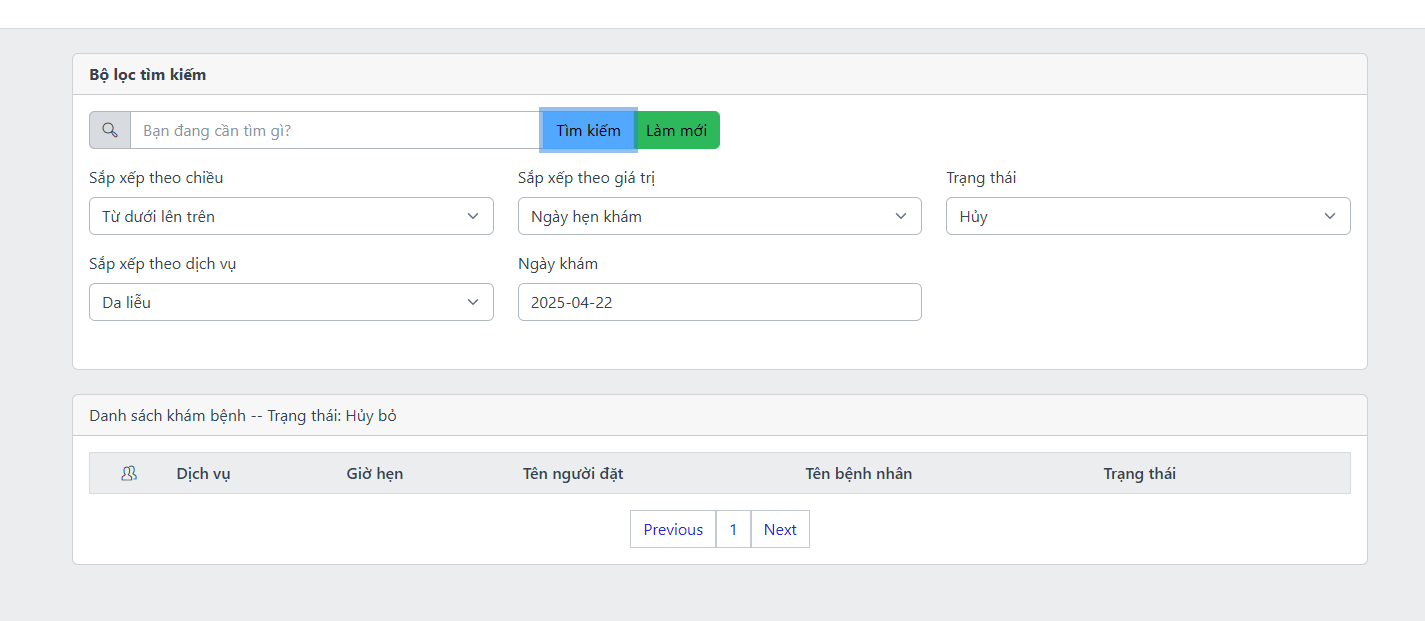 Bộ lọc tìm kiếm
Bạn đang cần tìm gì? Tìm kiếm Làm mới
Sắp xếp theo chiều Sắp xếp theo giá trị Trạng thái
Từ dưới lên trên Ngày hẹn khám Hủy
Sắp xếp theo dịch vụ Ngày khám
Da liễu 2025-04-22
Danh sách khám bệnh -- Trạng thái: Hủy bỏ
Dịch vụ Giờ hẹn Tên người đặt Tên bệnh nhân Trạng thái
Previous 1 Next